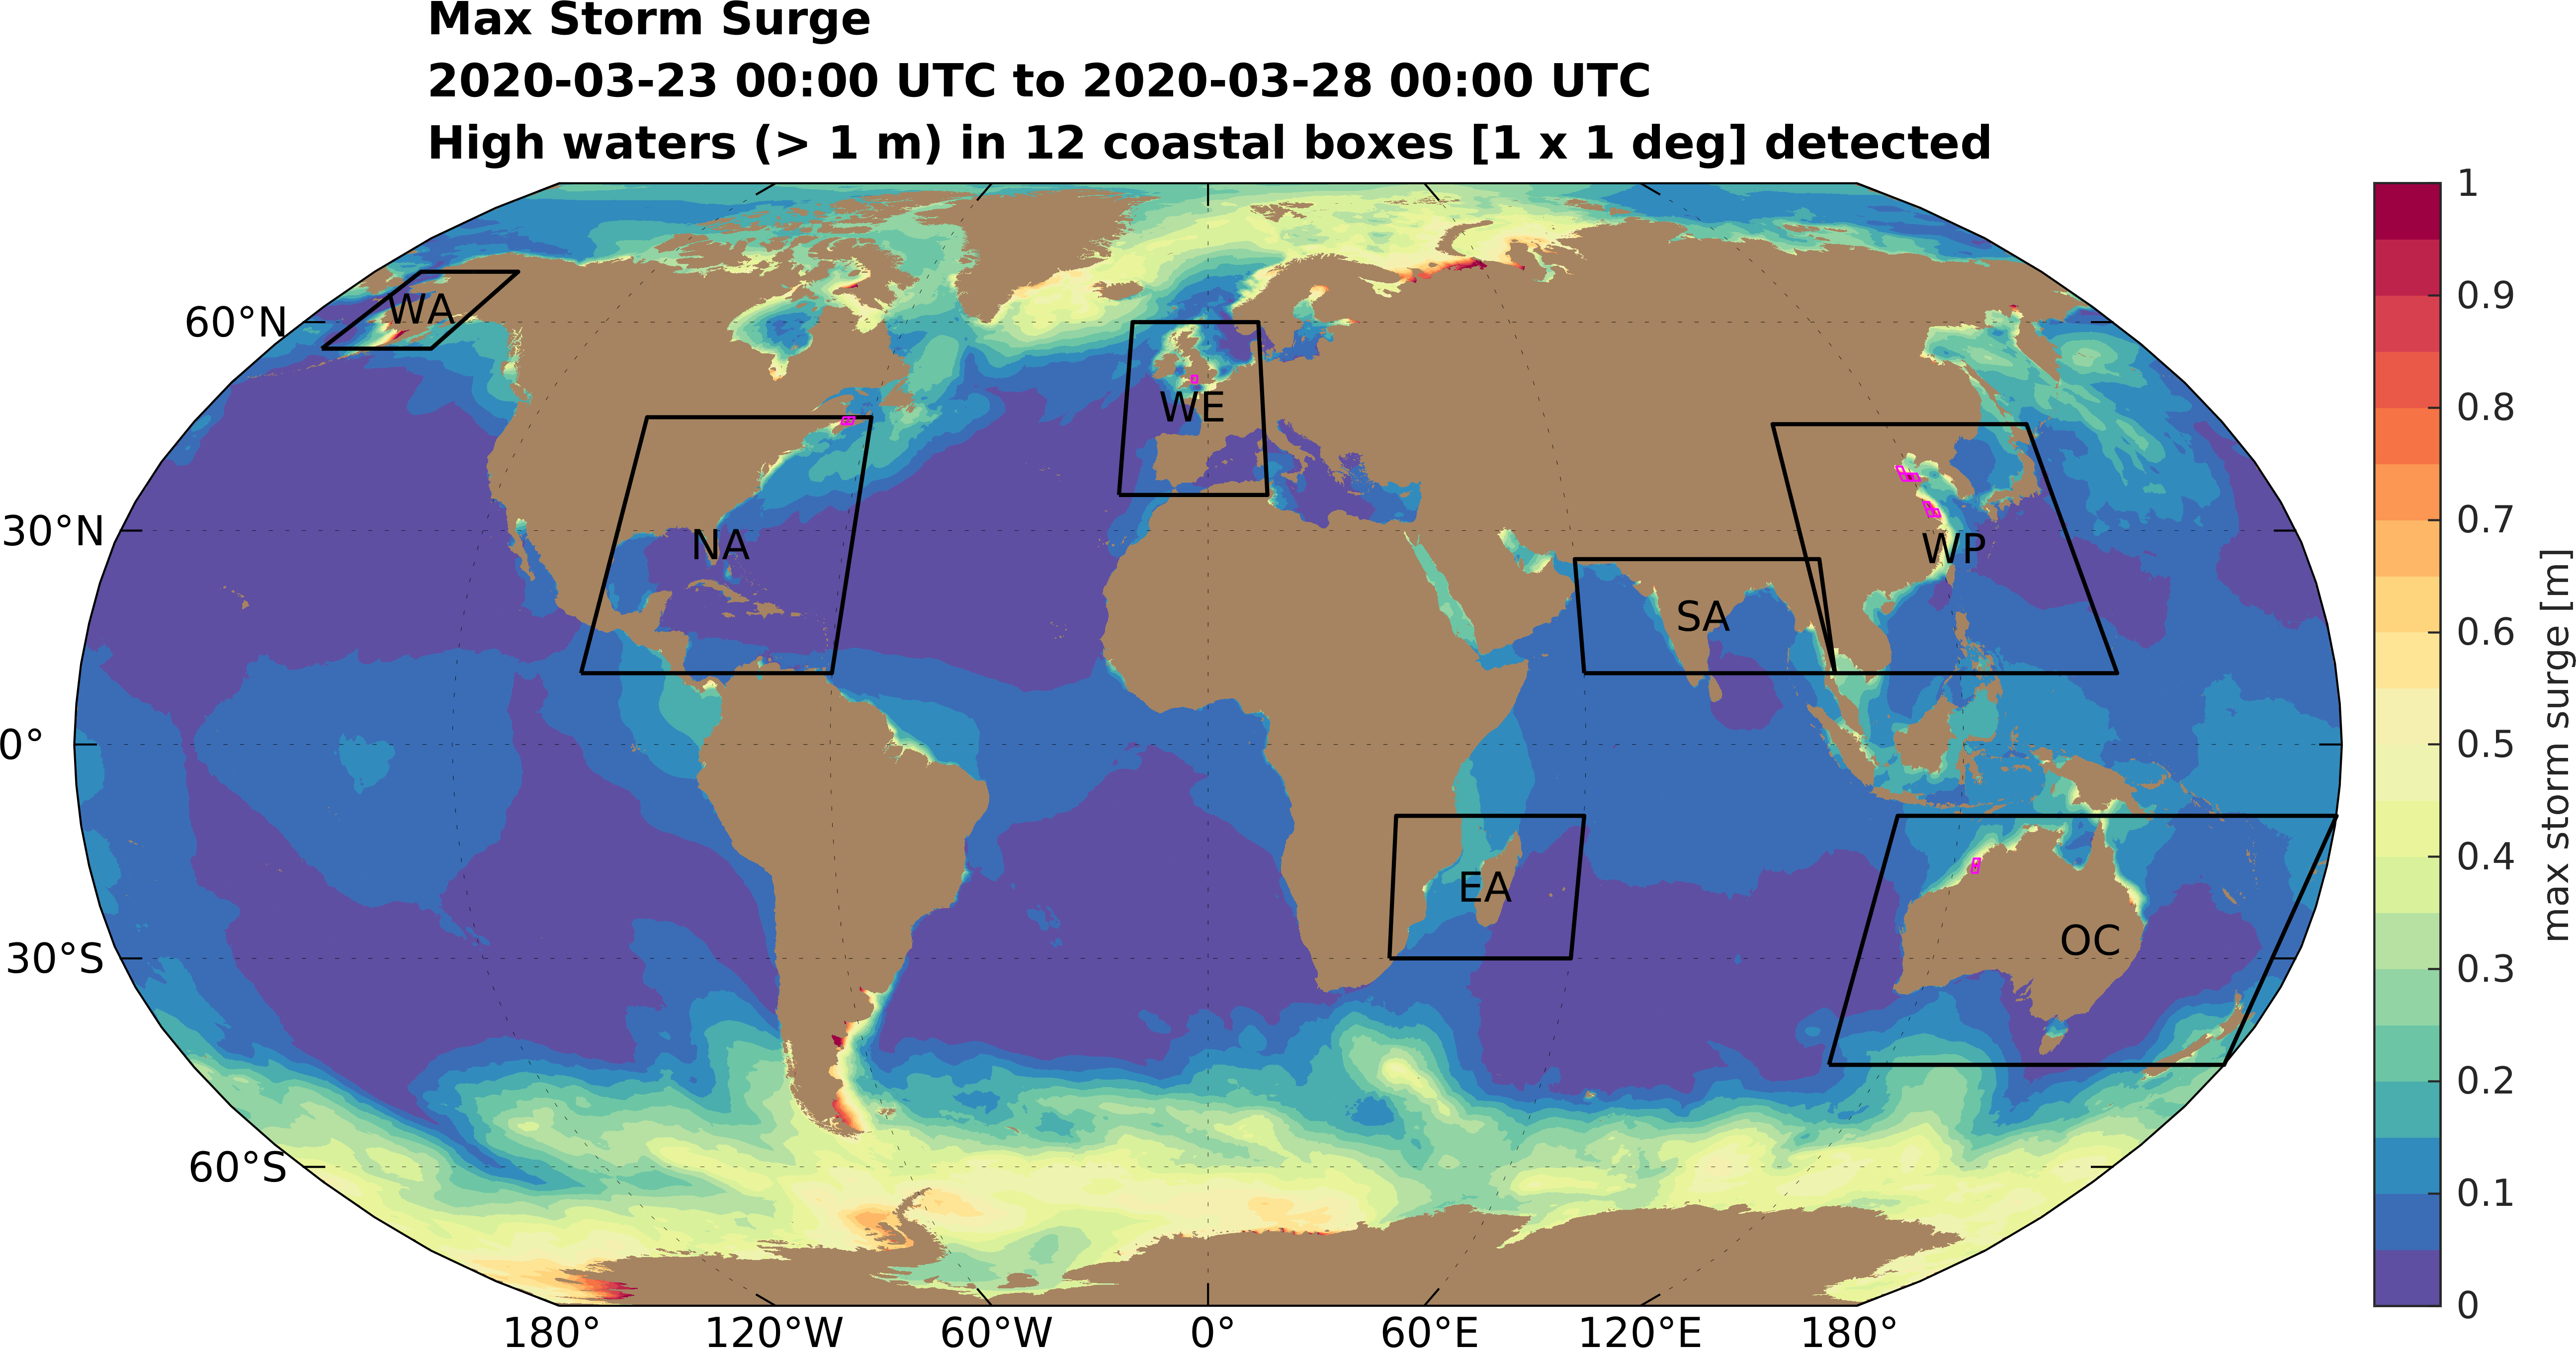 Max Storm Surge
2020-03-23 00:00 UTC to 2020-03-28 00:00 UTC
High waters (> 1 m) in 12 coastal boxes [1 x 1 deg] detected
60°N
30°N
0°
30°S
60°S
WA
WE
NA
WP
SA
EA
OC
180°
120°W
60°W
0°
60°E
120°E
180°
1
0.9
0.8
0.7
0.6
0.5
0.4
0.3
0.2
0.1
0
max storm surge [m]